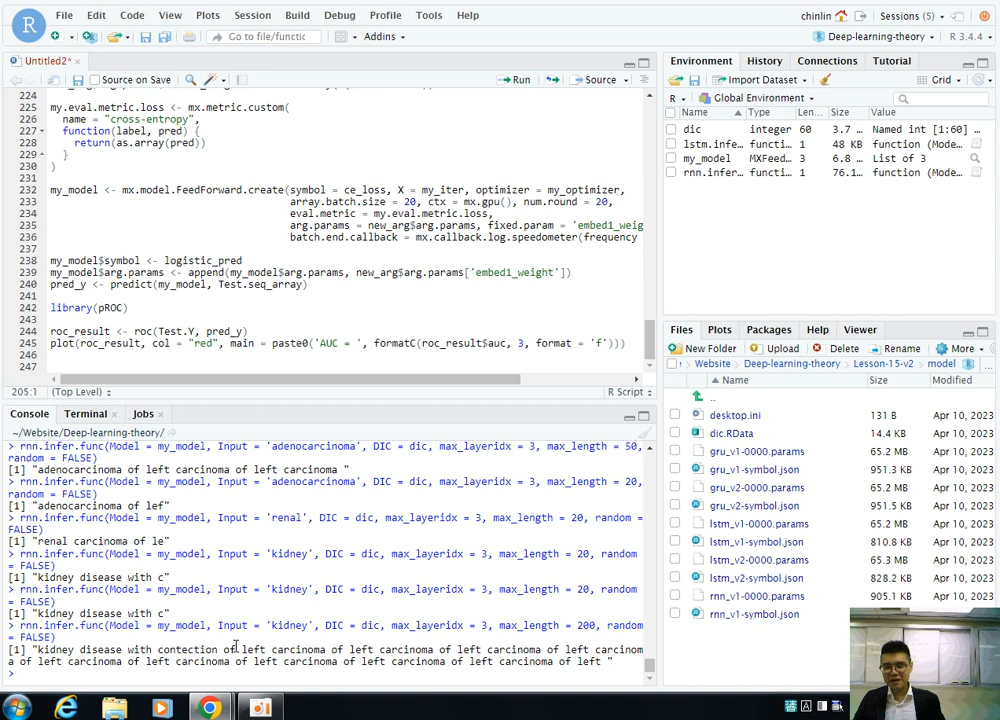 R
File Edit Code View Plots Session Build Debug Profile Tools Help
chinlin
Sessions (5)
Go to file/functic
Addins
Deep-learning-theory
R 3.4.4
Untitled2*
Source on Save
Run
Source
224
225 my.eval.metric.loss <- mx.metric.custom(
226 name = "cross-entropy",
227 function(label, pred) {
228 return(as.array(pred))
229 }
230 )
231
232 my_model <- mx.model.FeedForward.create(symbol = ce_loss, X = my_iter, optimizer = my_optimizer,
233 array.batch.size = 20, ctx = mx.gpu(), num.round = 20,
234 eval.metric = my.eval.metric.loss,
235 arg.params = new_arg$arg.params, fixed.param = 'embed1_weig
236 batch.end.callback = mx.callback.log.speedometer(frequency
237
238 my_model$symbol <- logistic_pred
239 my_model$arg.params <- append(my_model$arg.params, new_arg$arg.params['embed1_weight'])
240 pred_y <- predict(my_model, Test.seq_array)
241
242 library(pROC)
243
244 roc_result <- roc(Test.Y, pred_y)
245 plot(roc_result, col = "red", main = paste0('AUC = ', formatC(roc_result$auc, 3, format = 'f')))
246
247
205:1 (Top Level)
R Script
Console Terminal Jobs
~/Website/Deep-learning-theory/
> rnn.infer.func(Model = my_model, Input = 'adenocarcinoma', DIC = dic, max_layeridx = 3, max_length = 50,
random = FALSE)
[1] "adenocarcinoma of left carcinoma of left carcinoma "
> rnn.infer.func(Model = my_model, Input = 'adenocarcinoma', DIC = dic, max_layeridx = 3, max_length = 20,
random = FALSE)
[1] "adenocarcinoma of lef"
> rnn.infer.func(Model = my_model, Input = 'renal', DIC = dic, max_layeridx = 3, max_length = 20, random =
FALSE)
[1] "renal carcinoma of le"
> rnn.infer.func(Model = my_model, Input = 'kidney', DIC = dic, max_layeridx = 3, max_length = 20, random
= FALSE)
[1] "kidney disease with c"
> rnn.infer.func(Model = my_model, Input = 'kidney', DIC = dic, max_layeridx = 3, max_length = 20, random
= FALSE)
[1] "kidney disease with c"
> rnn.infer.func(Model = my_model, Input = 'kidney', DIC = dic, max_layeridx = 3, max_length = 200, random
= FALSE)
[1] "kidney disease with contection of left carcinoma of left carcinoma of left carcinoma of left carcinom
a of left carcinoma of left carcinoma of left carcinoma of left carcinoma of left carcinoma of left "
>
Environment History Connections Tutorial
Import Dataset
Grid
R Global Environment
Name Type Len... Size Value
dic integer 60 3.7 ... Named int [1:60] ...
lstm.infe... functi... 1 48 KB function (Mode...
my_model MXFeed... 3 6.8 ... List of 3
rnn.infer... functi... 1 76.1... function (Mode...
Files Plots Packages Help Viewer
New Folder Upload Delete Rename More
Website Deep-learning-theory Lesson-15-v2 model
Name Size Modified
..
desktop.ini 131 B Apr 10, 2023
dic.RData 14.4 KB Apr 10, 2023
gru_v1-0000.params 65.2 MB Apr 10, 2023
gru_v1-symbol.json 951.3 KB Apr 10, 2023
gru_v2-0000.params 65.2 MB Apr 10, 2023
gru_v2-symbol.json 951.5 KB Apr 10, 2023
lstm_v1-0000.params 65.2 MB Apr 10, 2023
lstm_v1-symbol.json 810.8 KB Apr 10, 2023
lstm_v2-0000.params 65.3 MB Apr 10, 2023
lstm_v2-symbol.json 828.2 KB Apr 10, 2023
rnn_v1-0000.params 905.1 KB Apr 10, 2023
rnn_v1-symbol.json